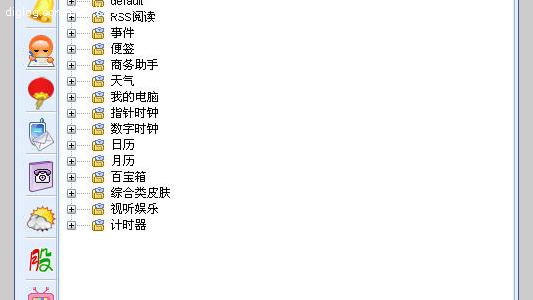 default
RSS阅读
事件
便签
商务助手
天气
我的电脑
指针时钟
数字时钟
日历
月历
百宝箱
综合类皮肤
视听娱乐
计时器
股